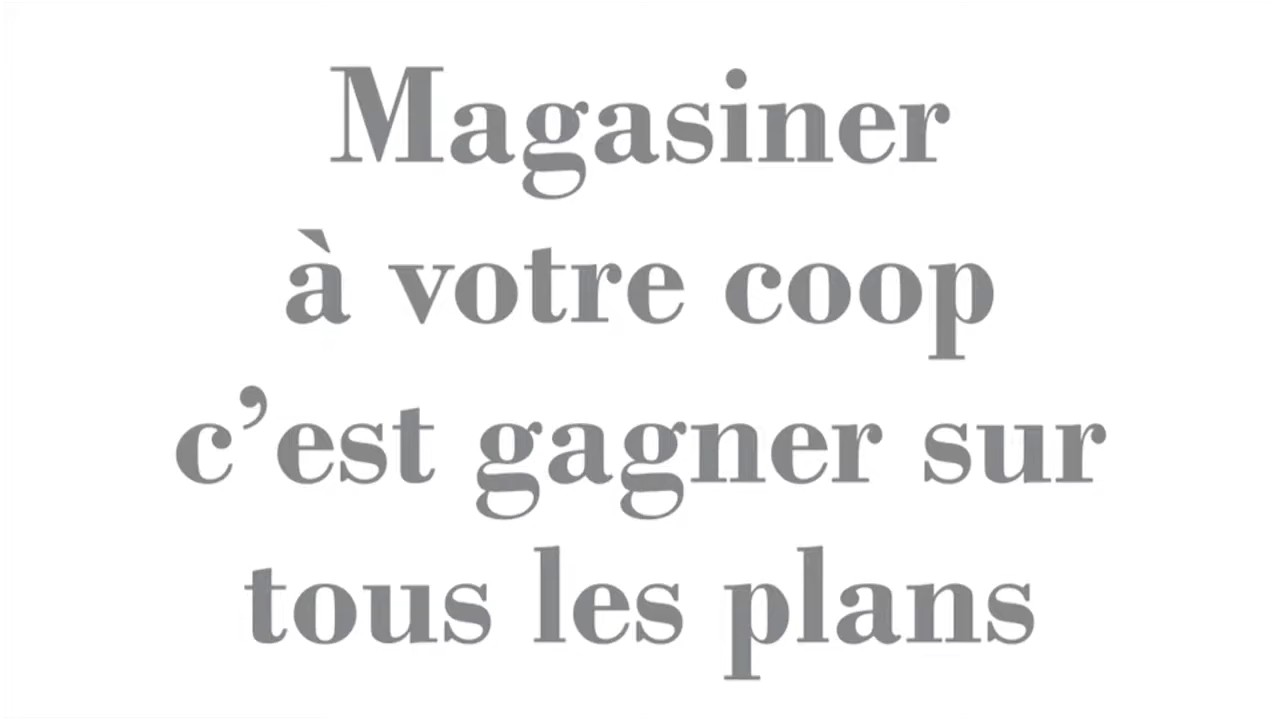 Magasiner
à votre coop
c’est gagner sur
tous les plans